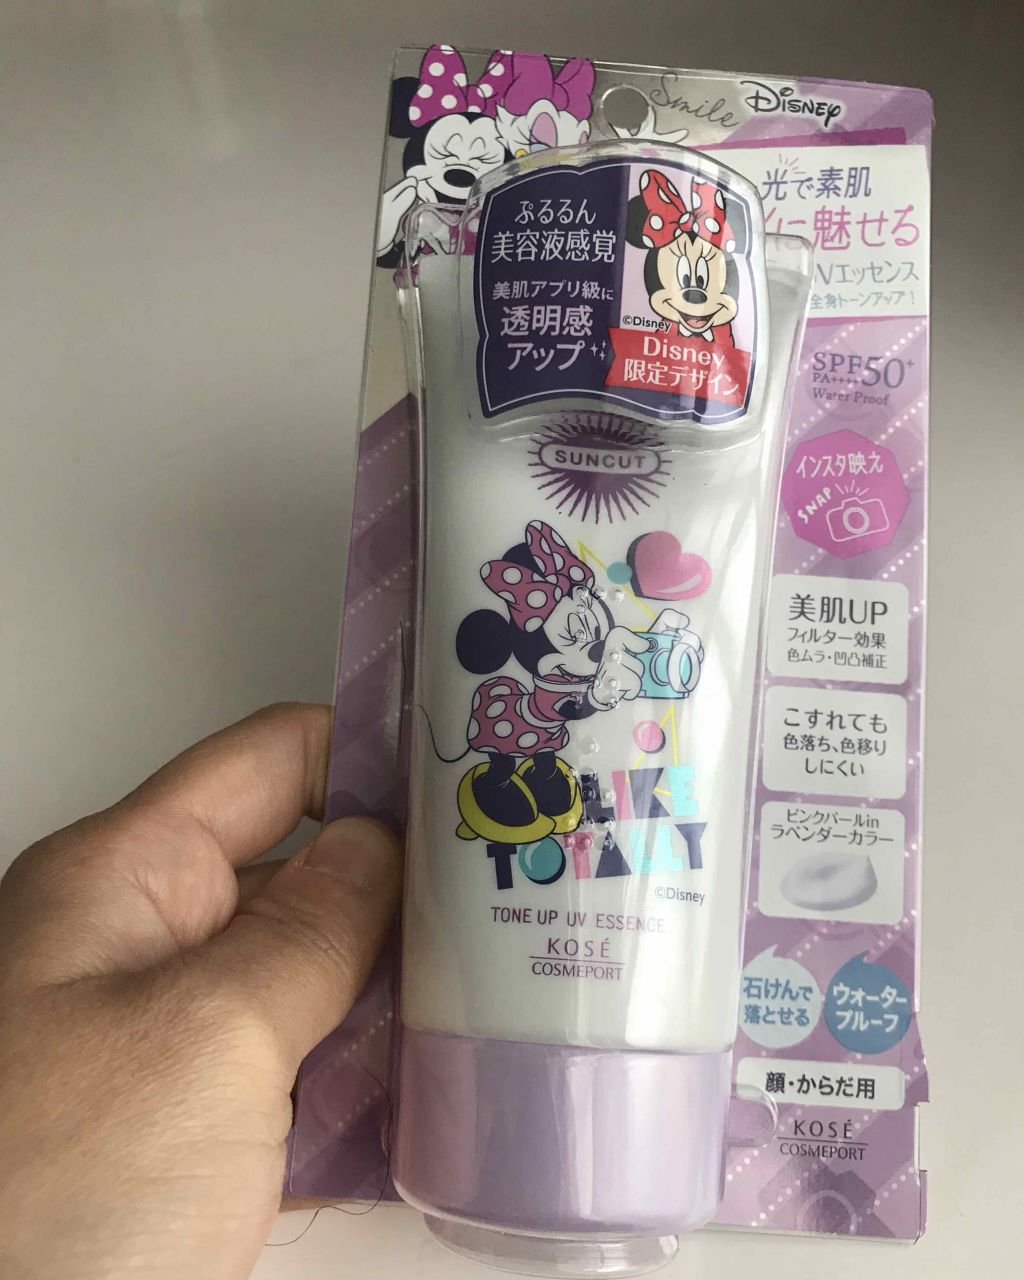 Smile
Disney
光で素肌
に魅せる
エッセンス
全身トーンアップ！
ぷるるん
美容液感覚
美肌アプリ級に
透明感
アップ
©Disney
Disney
限定デザイン
SPF50+
PA++++
Water Proof
SUNCUT
インスタ映え
SNAP
美肌UP
フィルター効果
色ムラ・凹凸補正
こすれても
色落ち、色移り
しにくい
ピンクパールin
ラベンダーカラー
LIKE
TOTALLY
©Disney
TONE UP UV ESSENCE
KOSÉ
COSMEPORT
石けんで
落とせる
ウォーター
プルーフ
顔・からだ用
KOSÉ
COSMEPORT